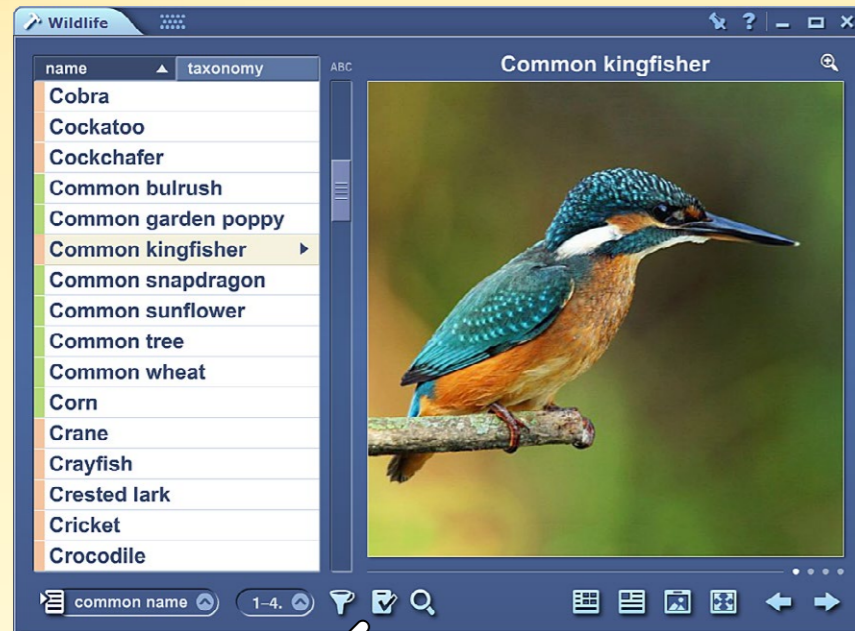 Wildlife
name taxonomy ABC
Common kingfisher
Cobra
Cockatoo
Cockchafer
Common bulrush
Common garden poppy
Common kingfisher
Common snapdragon
Common sunflower
Common tree
Common wheat
Corn
Crane
Crayfish
Crested lark
Cricket
Crocodile
common name 1–4.